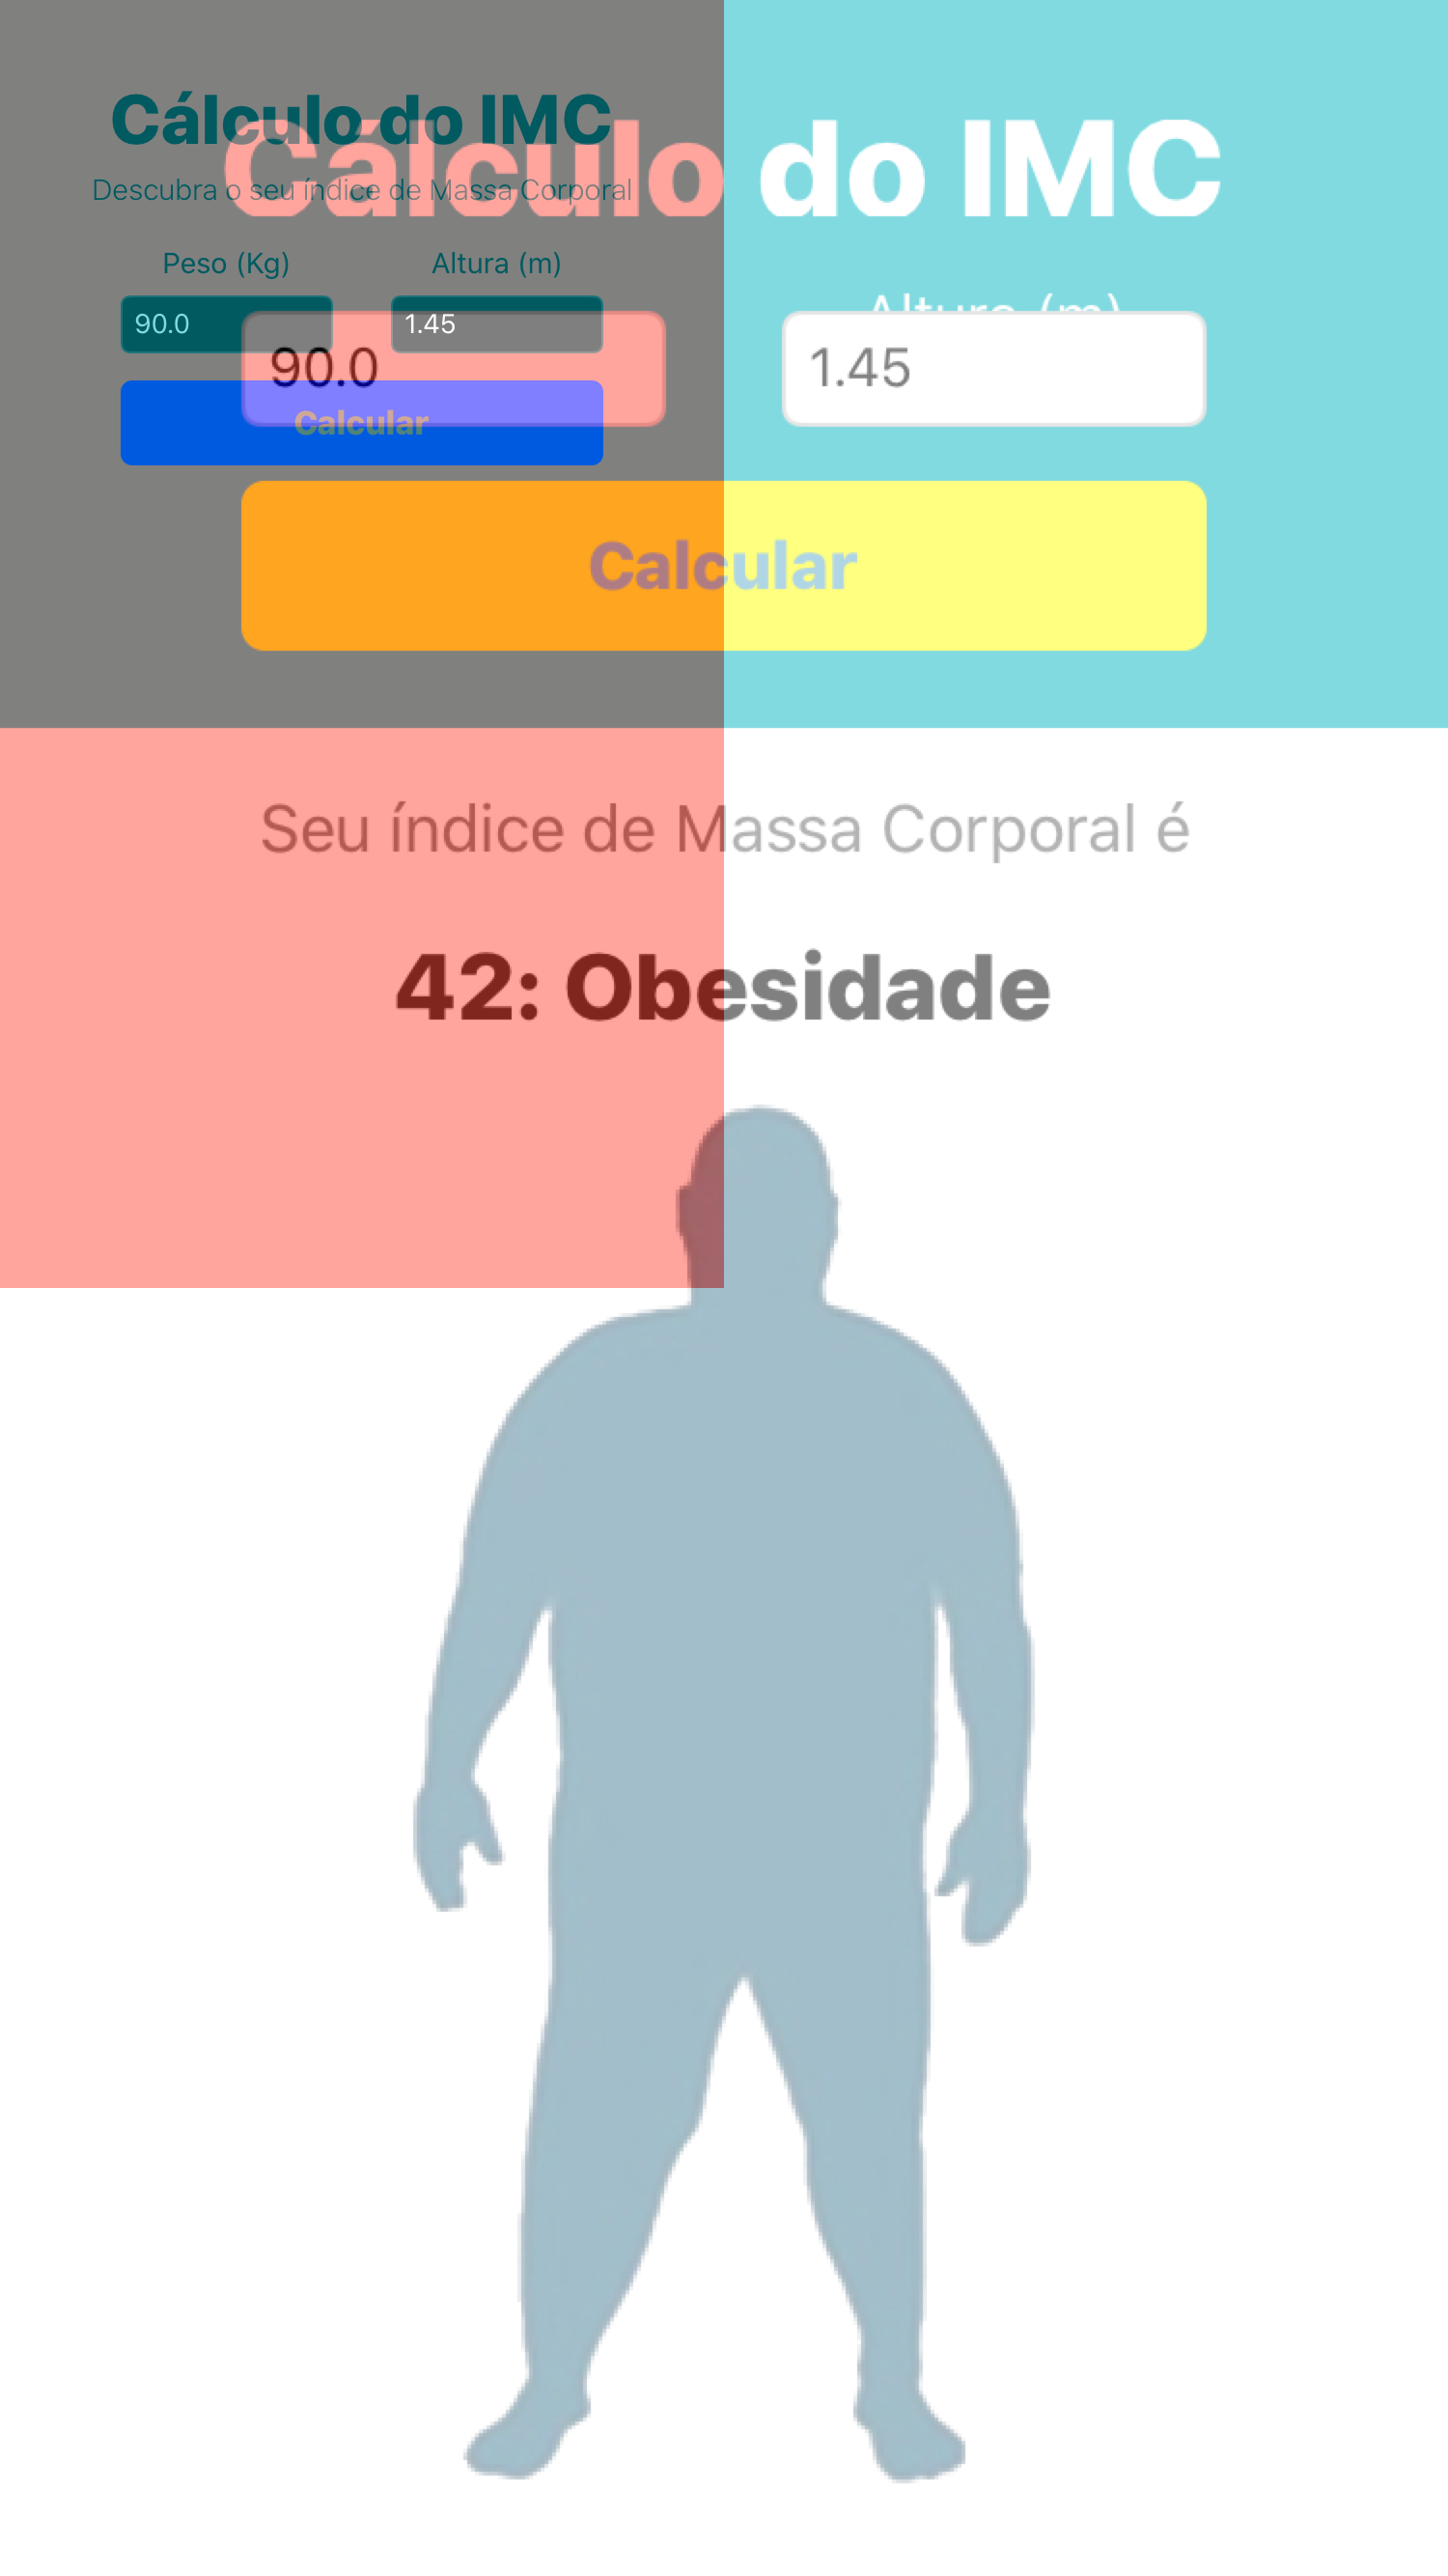 Cálculo do IMC
Cálculo do IMC
Descubra o seu índice de Massa Corporal
Peso (Kg) Altura (m)
Altura (m)
90.0 1.45
90.0 1.45
Calcular
Calcular
Seu índice de Massa Corporal é
42: Obesidade